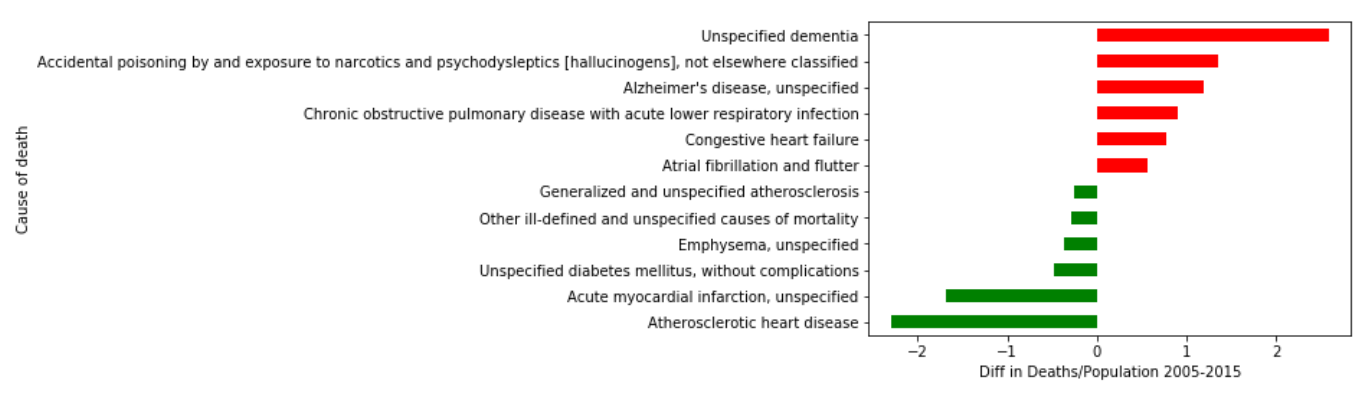 Cause of death
Unspecified dementia
Accidental poisoning by and exposure to narcotics and psychodysleptics [hallucinogens], not elsewhere classified
Alzheimer's disease, unspecified
Chronic obstructive pulmonary disease with acute lower respiratory infection
Congestive heart failure
Atrial fibrillation and flutter
Generalized and unspecified atherosclerosis
Other ill-defined and unspecified causes of mortality
Emphysema, unspecified
Unspecified diabetes mellitus, without complications
Acute myocardial infarction, unspecified
Atherosclerotic heart disease
−2 −1 0 1 2
Diff in Deaths/Population 2005-2015